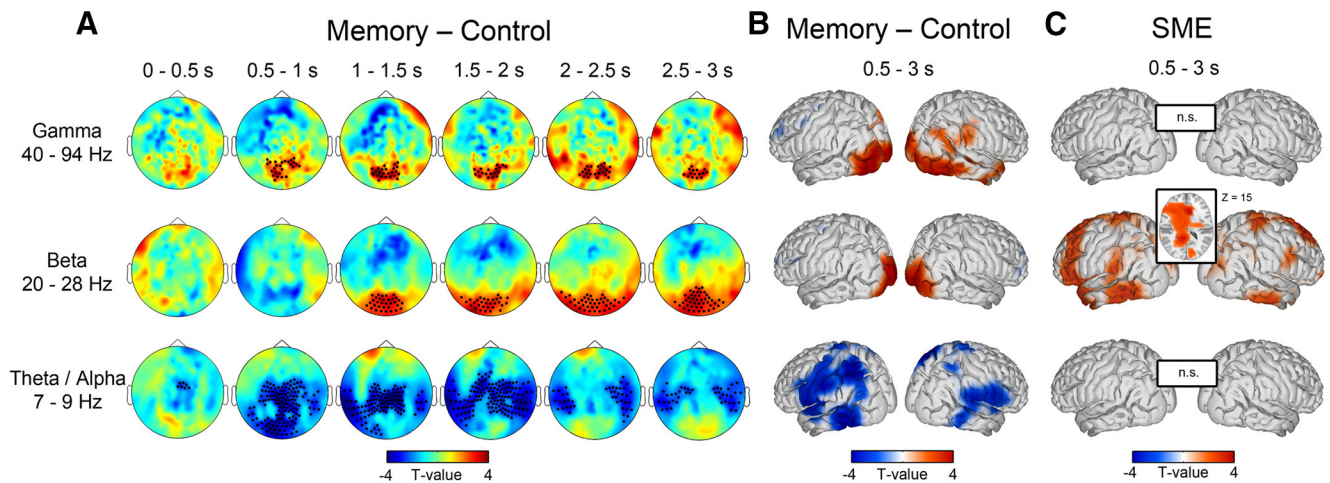 A
Memory – Control
0 - 0.5 s 0.5 - 1 s 1 - 1.5 s 1.5 - 2 s 2 - 2.5 s 2.5 - 3 s
Gamma
40 - 94 Hz
Beta
20 - 28 Hz
Theta / Alpha
7 - 9 Hz
-4 T-value 4
B
Memory – Control
0.5 - 3 s
-4 T-value 4
C
SME
0.5 - 3 s
n.s.
Z = 15
n.s.
-4 T-value 4